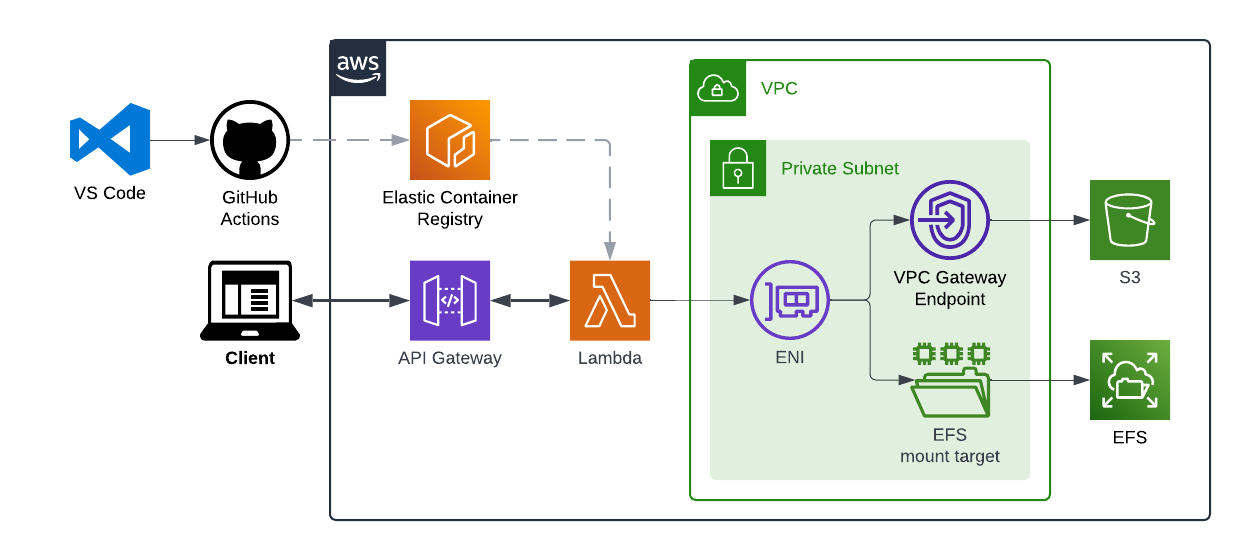 aws
VPC
Private Subnet
VS Code
GitHub
Actions
Elastic Container
Registry
VPC Gateway
Endpoint
S3
</>
Client
API Gateway
Lambda
ENI
EFS
mount target
EFS